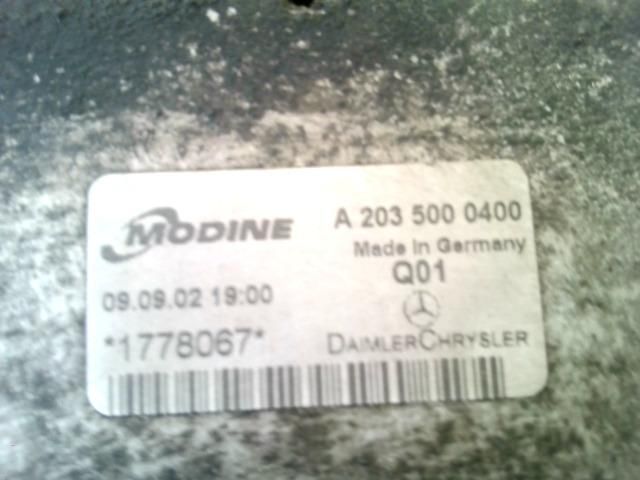 MODINE
A 203 500 0400
Made in Germany
Q01
09.09.02 19:00
*1778067*
DAIMLERCHRYSLER